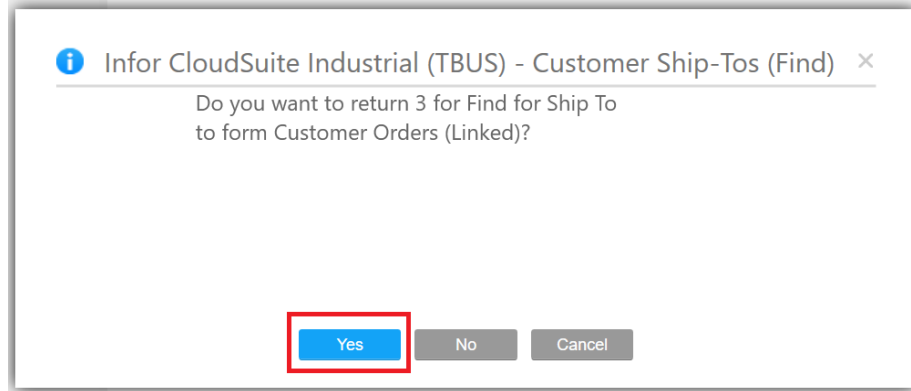 Infor CloudSuite Industrial (TBUS) - Customer Ship-Tos (Find)
Do you want to return 3 for Find for Ship To
to form Customer Orders (Linked)?
Yes No Cancel